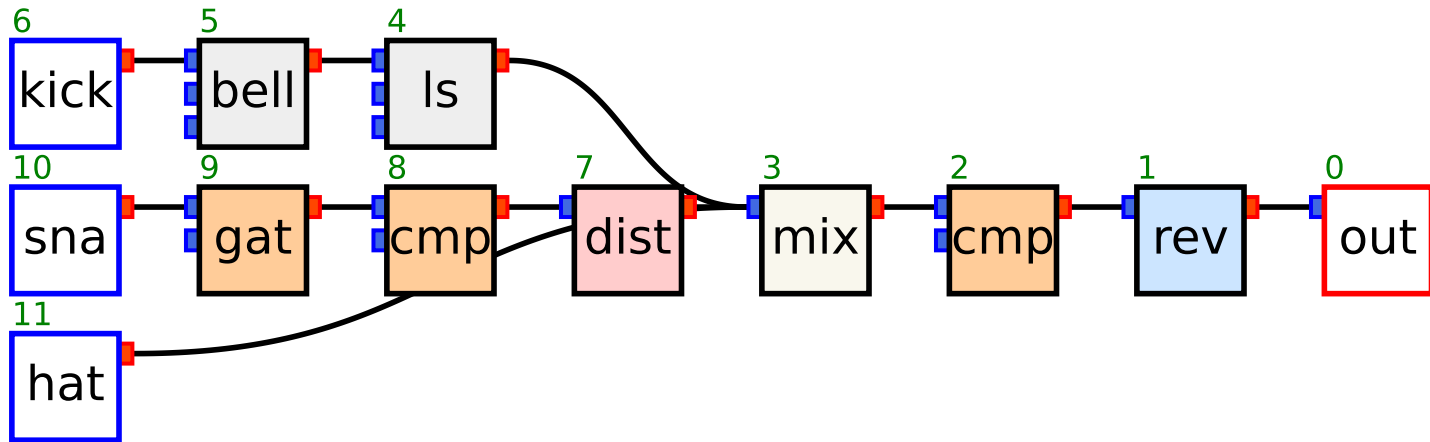 6 5 4
kick bell ls
10 9 8 7 3 2 1 0
sna gat cmp dist mix cmp rev out
11
hat